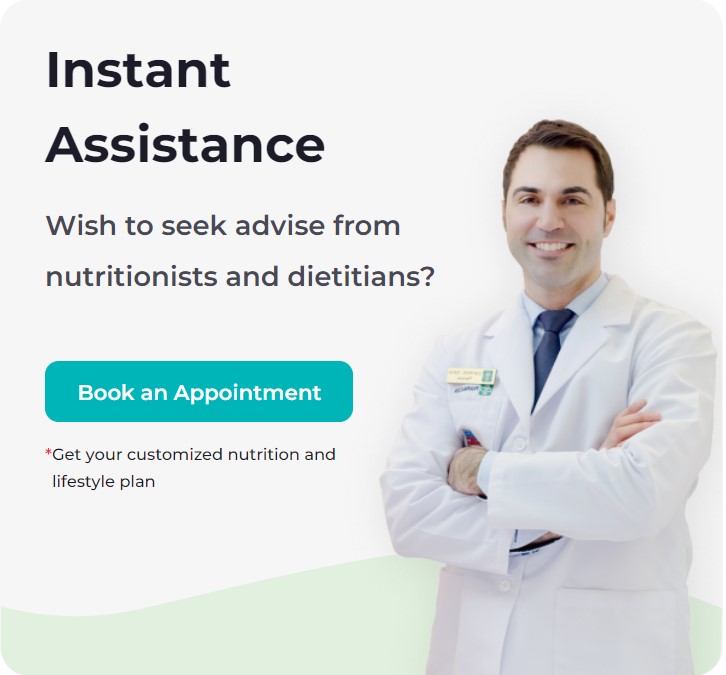 Instant
Assistance
Wish to seek advise from
nutritionists and dietitians?
Book an Appointment
*Get your customized nutrition and
lifestyle plan